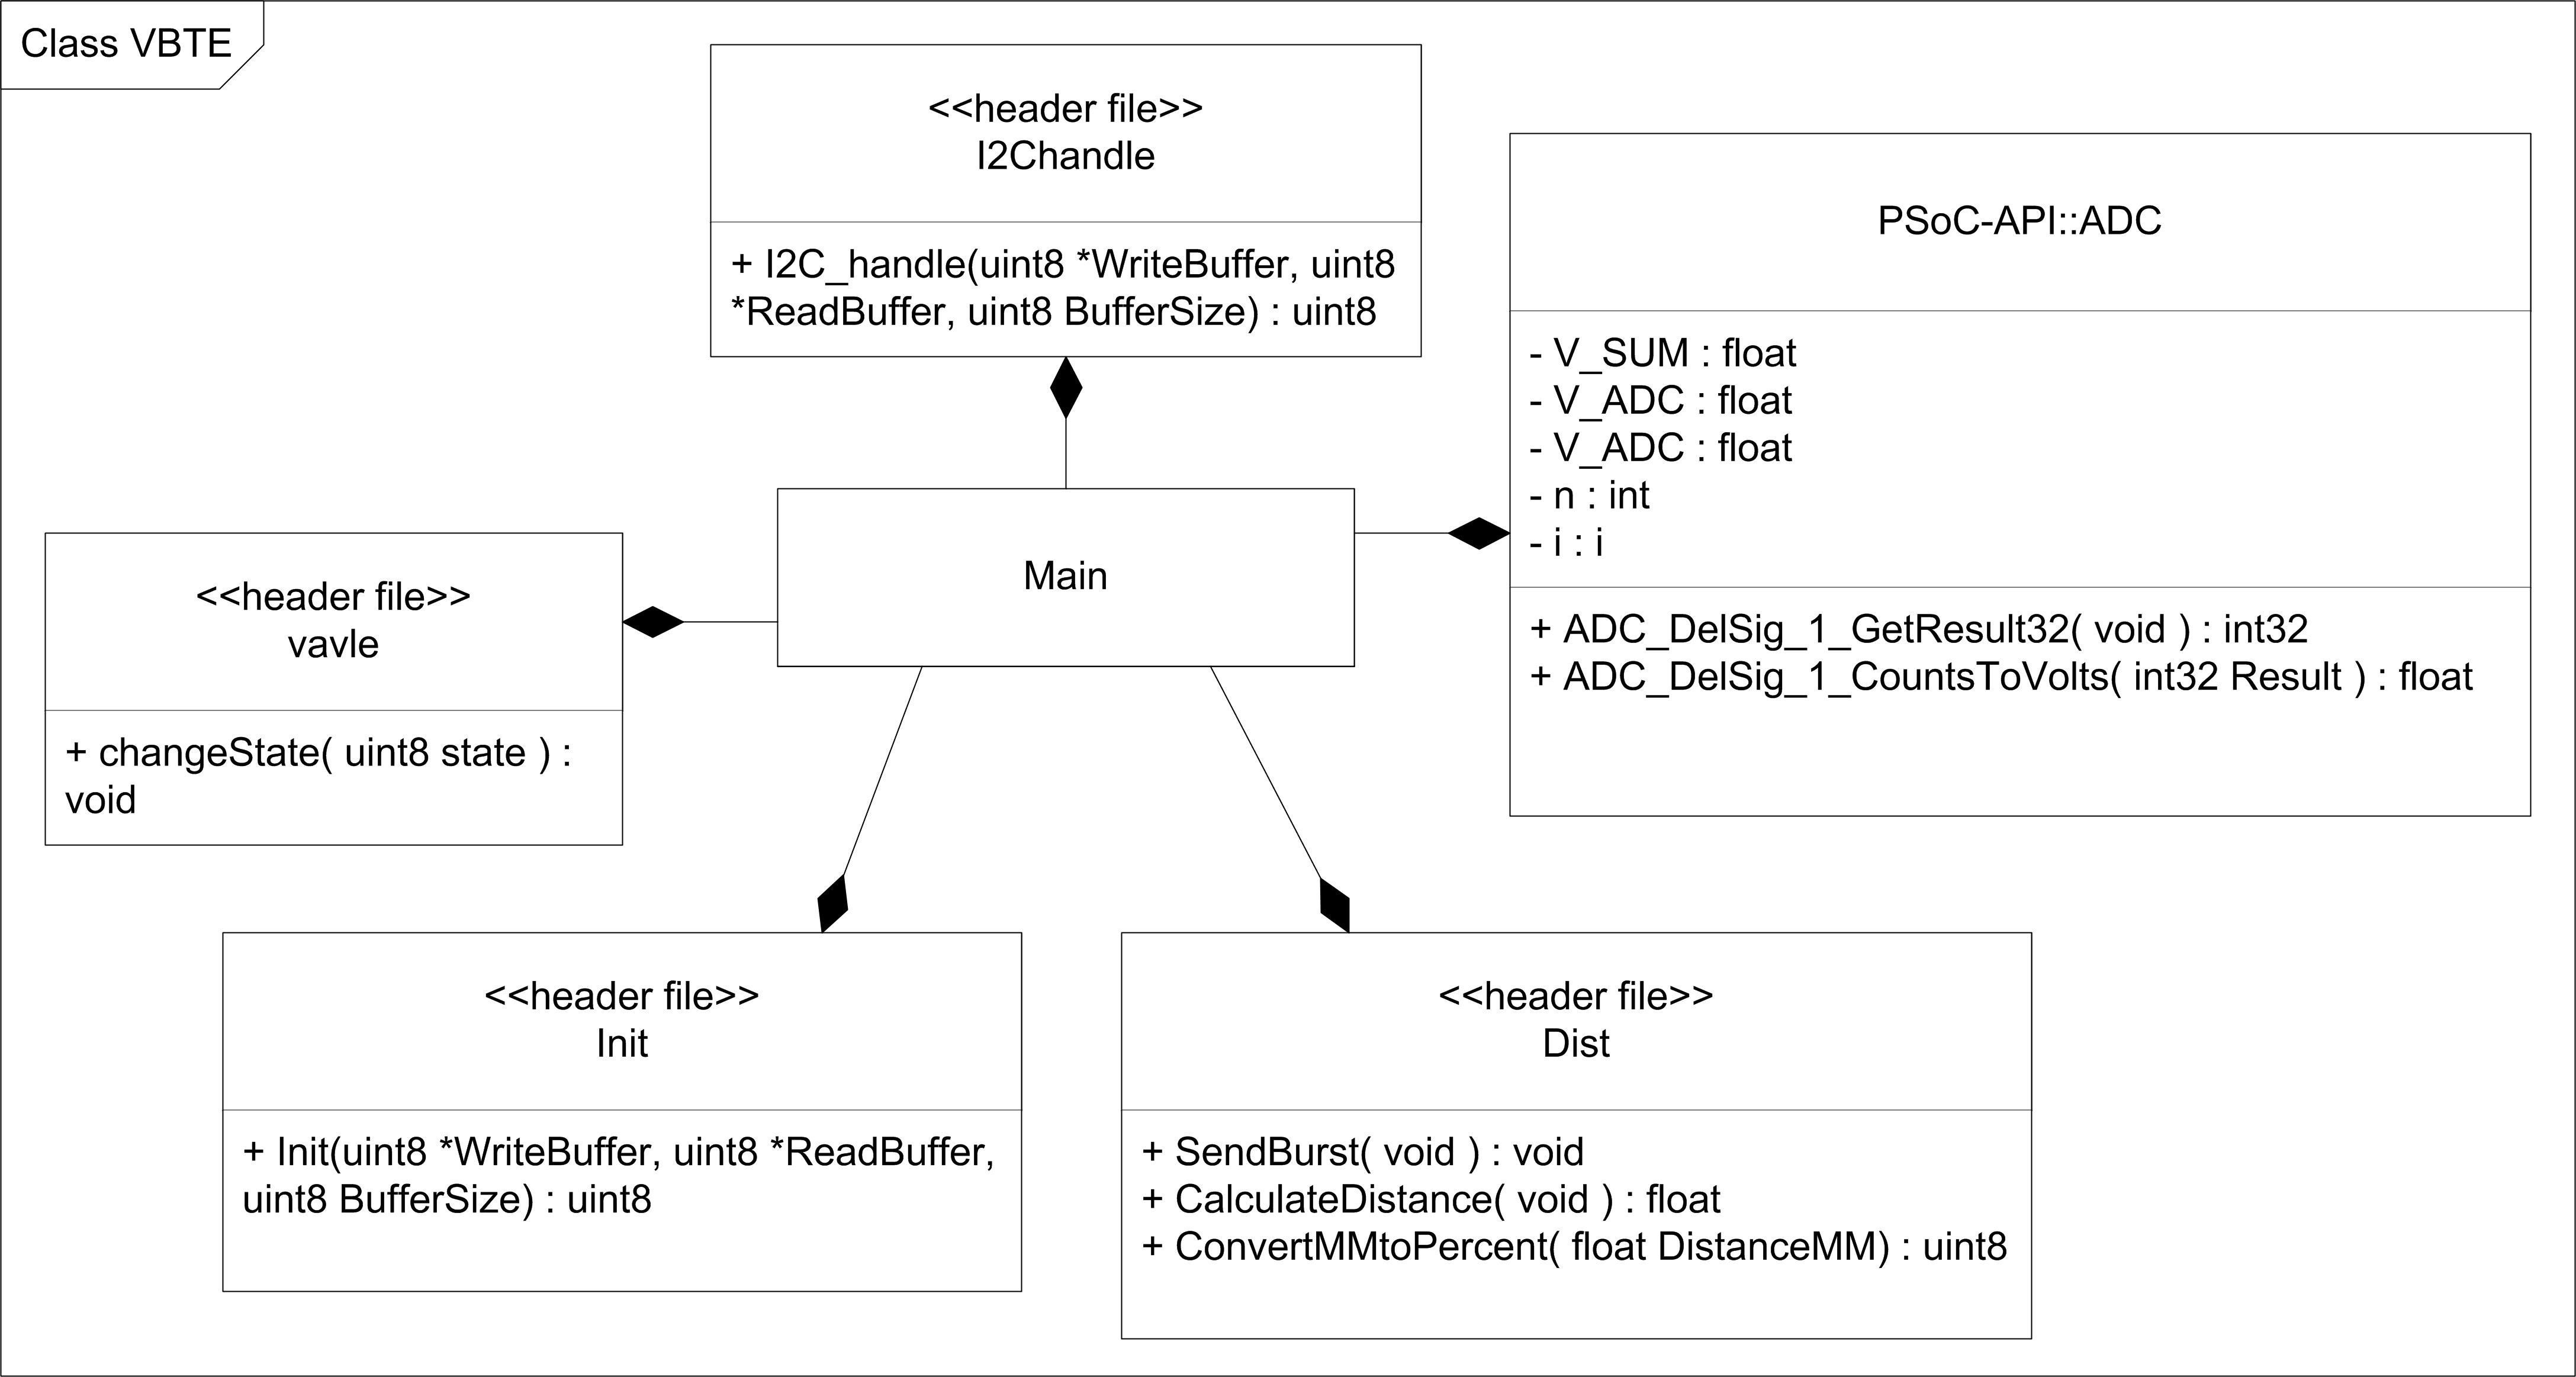 Class VBTE
<<header file>>
I2Chandle
+ I2C_handle(uint8 *WriteBuffer, uint8
*ReadBuffer, uint8 BufferSize) : uint8
PSoC-API::ADC
- V_SUM : float
- V_ADC : float
- V_ADC : float
- n : int
- i : i
+ ADC_DelSig_1_GetResult32( void ) : int32
+ ADC_DelSig_1_CountsToVolts( int32 Result ) : float
Main
<<header file>>
vavle
+ changeState( uint8 state ) :
void
<<header file>>
Init
+ Init(uint8 *WriteBuffer, uint8 *ReadBuffer,
uint8 BufferSize) : uint8
<<header file>>
Dist
+ SendBurst( void ) : void
+ CalculateDistance( void ) : float
+ ConvertMMtoPercent( float DistanceMM) : uint8